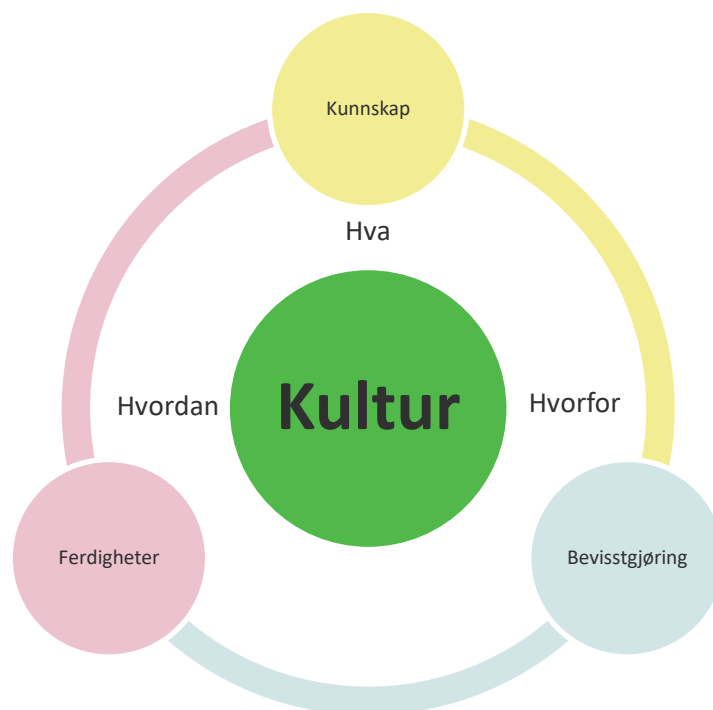 Kunnskap
Hva
Hvordan
Kultur
Hvorfor
Ferdigheter
Bevisstgjøring